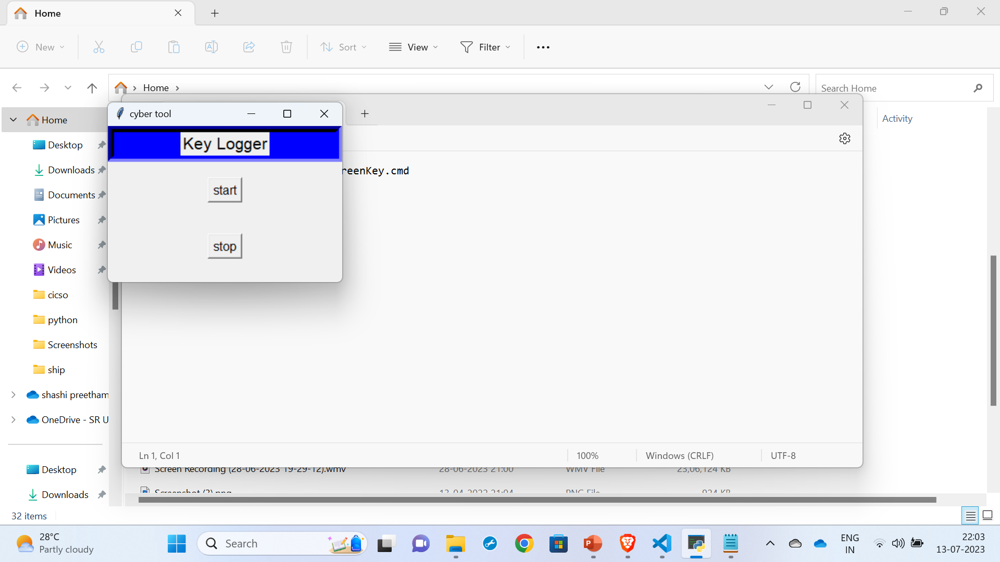 Home
New
Sort
View
Filter
Home
Search Home
cyber tool
Key Logger
start
stop
reenKey.cmd
Activity
Home
Desktop
Downloads
Documents
Pictures
Music
Videos
cicso
python
Screenshots
ship
shashi preetham
OneDrive - SR U
Desktop
Downloads
Ln 1, Col 1
100%
Windows (CRLF)
UTF-8
Screen Recording (28-06-2023 19-29-12).wmv 28-06-2023 21:00 WMV File 23,06,124 KB
Screenshot (2).png 13-04-2022 21:04 PNG File 924 KB
32 items
28°C
Partly cloudy
Search
ENG
IN
22:03
13-07-2023